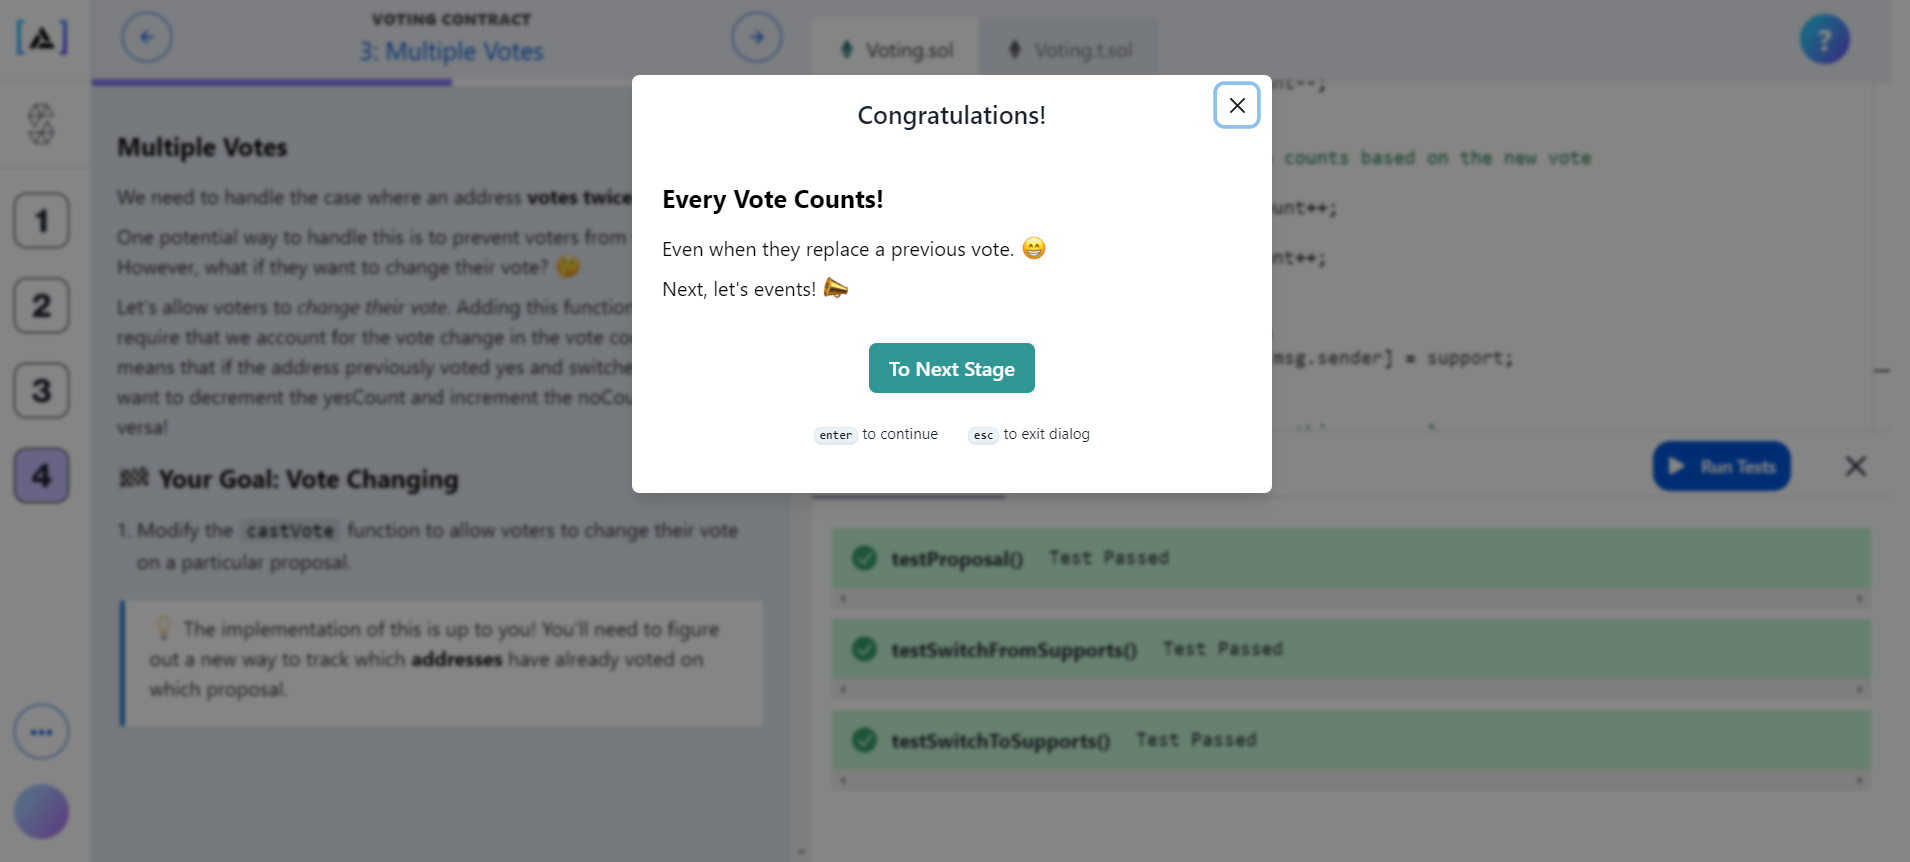 VOTING CONTRACT
3: Multiple Votes
Voting.sol
Voting.t.sol
?
1
2
3
4
Multiple Votes
We need to handle the case where an address votes twice
One potential way to handle this is to prevent voters from
However, what if they want to change their vote? 🤔
Let's allow voters to change their vote. Adding this function
require that we account for the vote change in the vote co
means that if the address previously voted yes and switche
want to decrement the yesCount and increment the noCou
versa!
🏁 Your Goal: Vote Changing
1. Modify the castVote function to allow voters to change their vote
on a particular proposal.
💡 The implementation of this is up to you! You'll need to figure
out a new way to track which addresses have already voted on
which proposal.
Congratulations!
Every Vote Counts!
Even when they replace a previous vote. 😁
Next, let's events! 📣
To Next Stage
enter to continue
esc to exit dialog
counts based on the new vote
unt++;
nt++;
msg.sender] = support;
Run Tests
testProposal() Test Passed
testSwitchFromSupports() Test Passed
testSwitchToSupports() Test Passed